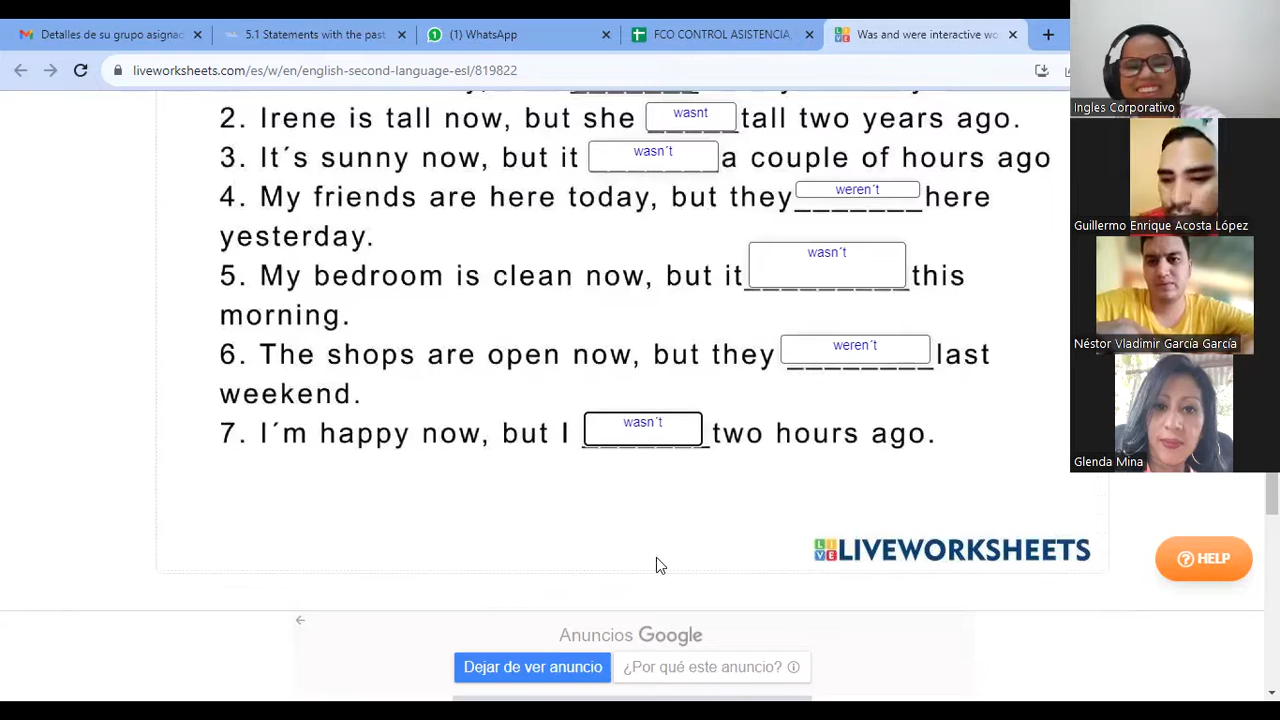 Detalles de su grupo asignac
5.1 Statements with the past
(1) WhatsApp
FCO CONTROL ASISTENCIA,
Was and were interactive wo
liveworksheets.com/es/w/en/english-second-language-esl/819822
2. Irene is tall now, but she wasnt tall two years ago.
3. It´s sunny now, but it wasn´t a couple of hours ago
4. My friends are here today, but they weren´t here
yesterday.
5. My bedroom is clean now, but it wasn´t this
morning.
6. The shops are open now, but they weren´t last
weekend.
7. I´m happy now, but I wasn´t two hours ago.
LIVE LIVEWORKSHEETS
HELP
Anuncios Google
Dejar de ver anuncio
¿Por qué este anuncio?
Ingles Corporativo
Guillermo Enrique Acosta López
Néstor Vladimir García García
Glenda Mina